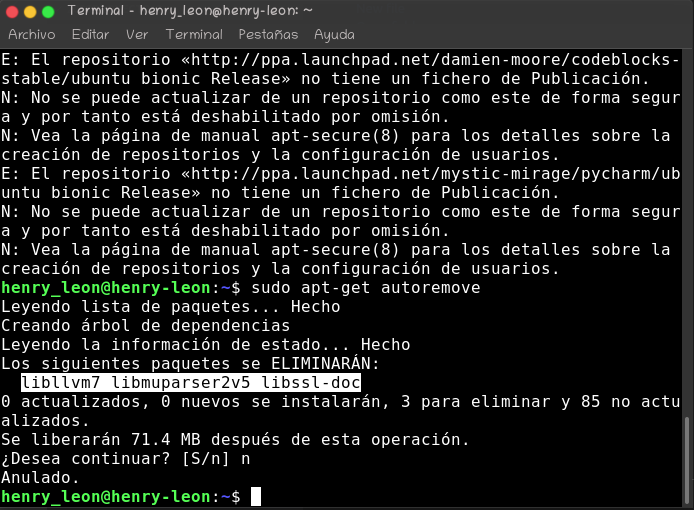 Terminal - henry_leon@henry-leon: ~
Archivo Editar Ver Terminal Pestañas Ayuda
E: El repositorio «http://ppa.launchpad.net/damien-moore/codeblocks-
stable/ubuntu bionic Release» no tiene un fichero de Publicación.
N: No se puede actualizar de un repositorio como este de forma segur
a y por tanto está deshabilitado por omisión.
N: Vea la página de manual apt-secure(8) para los detalles sobre la
creación de repositorios y la configuración de usuarios.
E: El repositorio «http://ppa.launchpad.net/mystic-mirage/pycharm/ub
untu bionic Release» no tiene un fichero de Publicación.
N: No se puede actualizar de un repositorio como este de forma segur
a y por tanto está deshabilitado por omisión.
N: Vea la página de manual apt-secure(8) para los detalles sobre la
creación de repositorios y la configuración de usuarios.
henry_leon@henry-leon:~$ sudo apt-get autoremove
Leyendo lista de paquetes... Hecho
Creando árbol de dependencias
Leyendo la información de estado... Hecho
Los siguientes paquetes se ELIMINARÁN:
  libllvm7 libmuparser2v5 libssl-doc
0 actualizados, 0 nuevos se instalarán, 3 para eliminar y 85 no actu
alizados.
Se liberarán 71.4 MB después de esta operación.
¿Desea continuar? [S/n] n
Anulado.
henry_leon@henry-leon:~$